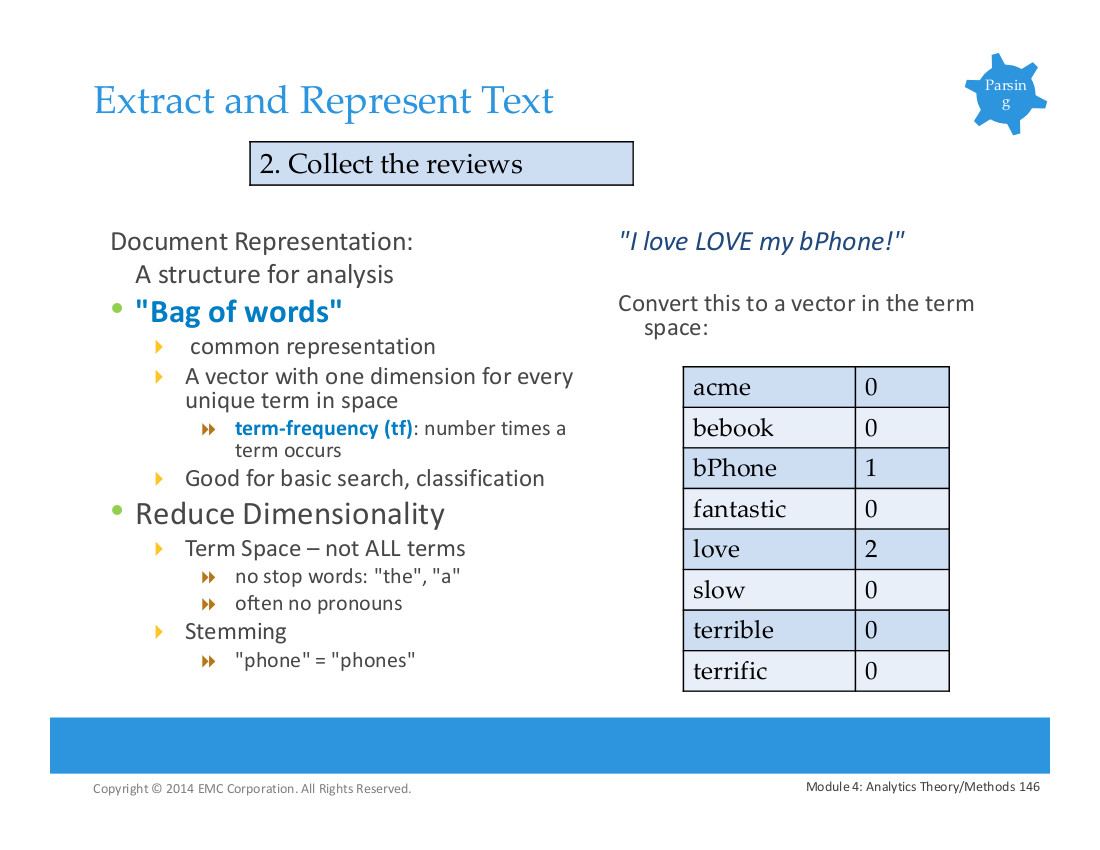 Extract and Represent Text
Parsin
g
2. Collect the reviews
Document Representation:
A structure for analysis
• "Bag of words"
common representation
A vector with one dimension for every
unique term in space
term-frequency (tf): number times a
term occurs
Good for basic search, classification
• Reduce Dimensionality
Term Space – not ALL terms
no stop words: "the", "a"
often no pronouns
Stemming
"phone" = "phones"
"I love LOVE my bPhone!"
Convert this to a vector in the term
space:
acme 0
bebook 0
bPhone 1
fantastic 0
love 2
slow 0
terrible 0
terrific 0
Copyright © 2014 EMC Corporation. All Rights Reserved.
Module 4: Analytics Theory/Methods 146